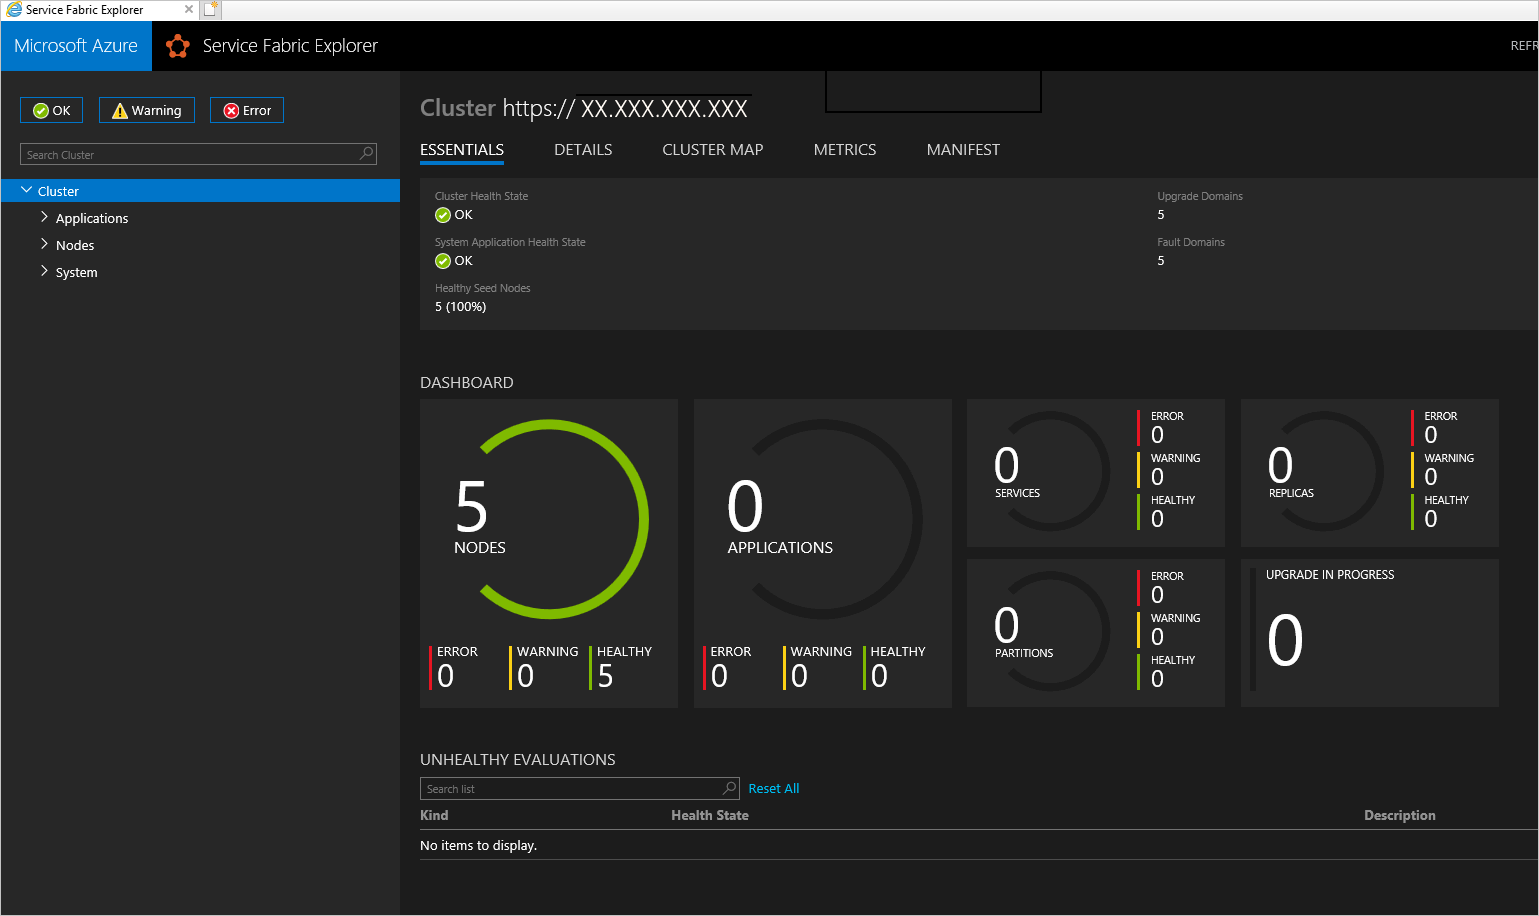 Service Fabric Explorer
Microsoft Azure
Service Fabric Explorer
REFR
OK
Warning
Error
Search Cluster
Cluster
Applications
Nodes
System
Cluster https:// XX.XXX.XXX.XXX
ESSENTIALS DETAILS CLUSTER MAP METRICS MANIFEST
Cluster Health State
OK
System Application Health State
OK
Healthy Seed Nodes
5 (100%)
Upgrade Domains
5
Fault Domains
5
DASHBOARD
5
NODES
ERROR
0
WARNING
0
HEALTHY
5
0
APPLICATIONS
ERROR
0
WARNING
0
HEALTHY
0
0
SERVICES
ERROR
0
WARNING
0
HEALTHY
0
0
REPLICAS
ERROR
0
WARNING
0
HEALTHY
0
0
PARTITIONS
ERROR
0
WARNING
0
HEALTHY
0
UPGRADE IN PROGRESS
0
UNHEALTHY EVALUATIONS
Search list
Reset All
Kind Health State Description
No items to display.